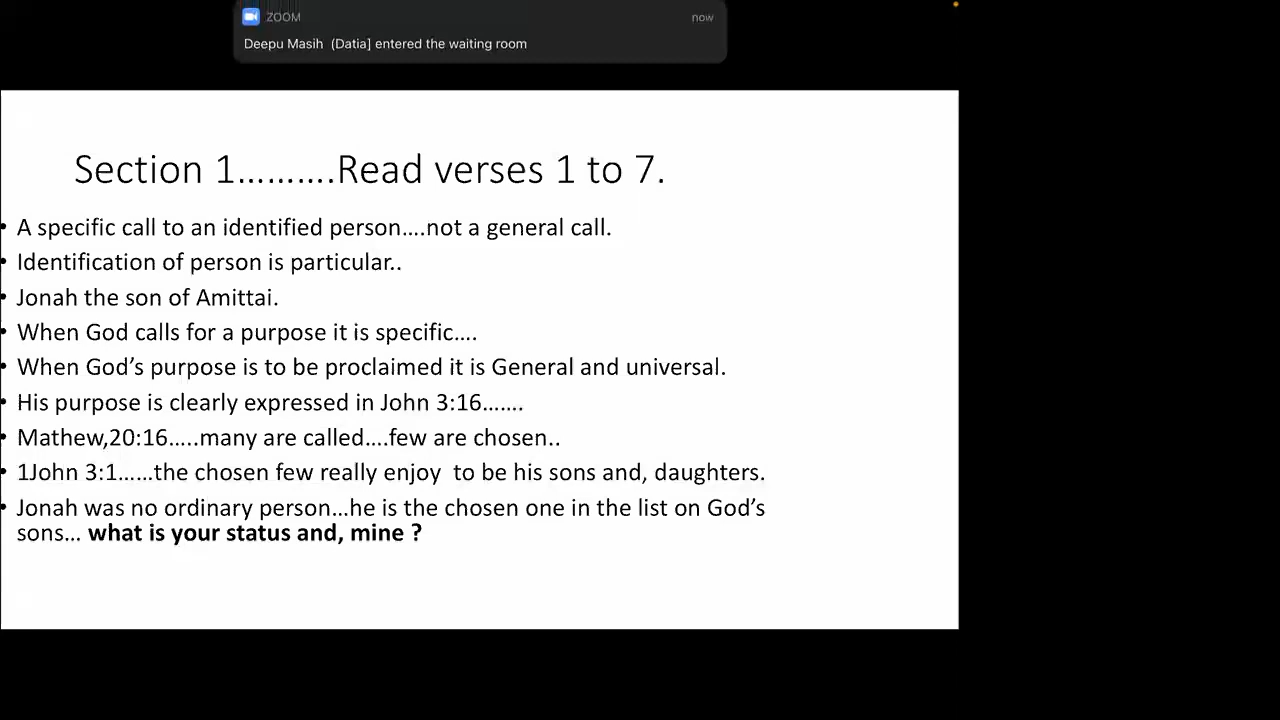 ZOOM
now
Deepu Masih (Datia] entered the waiting room
Section 1..........Read verses 1 to 7.
• A specific call to an identified person....not a general call.
• Identification of person is particular..
• Jonah the son of Amittai.
• When God calls for a purpose it is specific....
• When God’s purpose is to be proclaimed it is General and universal.
• His purpose is clearly expressed in John 3:16.......
• Mathew,20:16.....many are called....few are chosen..
• 1John 3:1......the chosen few really enjoy to be his sons and, daughters.
• Jonah was no ordinary person...he is the chosen one in the list on God’s
sons... what is your status and, mine ?